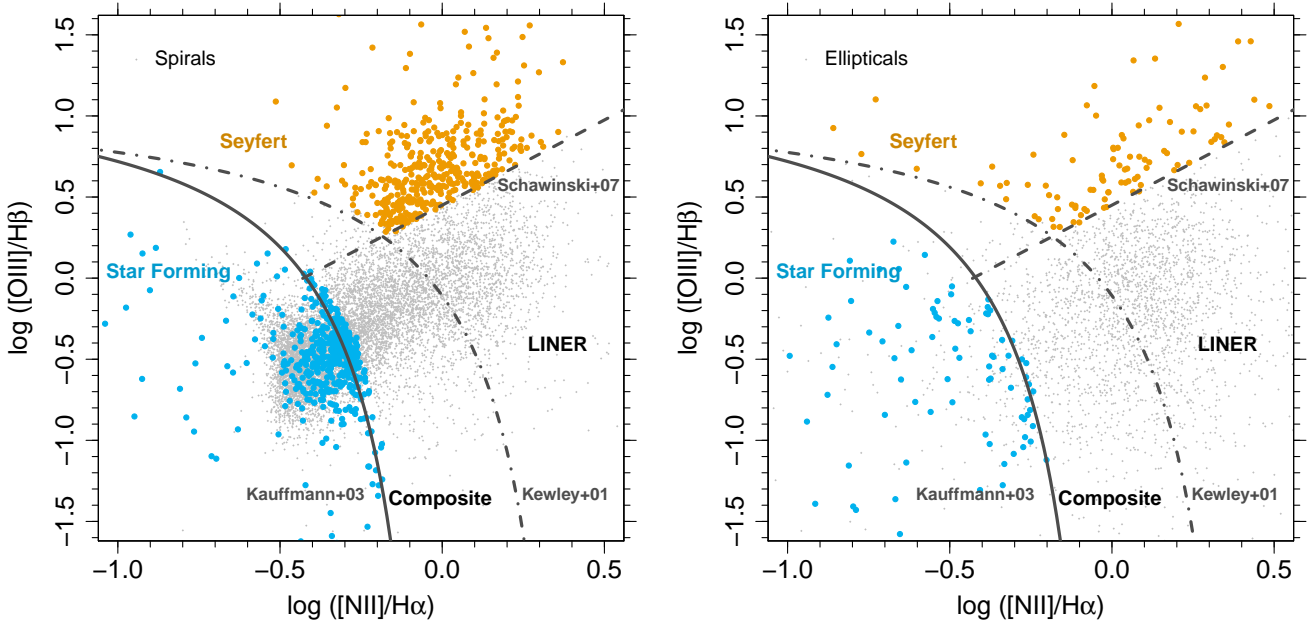 Spirals
Seyfert
Schawinski+07
Star Forming
LINER
Kauffmann+03
Composite
Kewley+01
1.5
1.0
0.5
0.0
−0.5
−1.0
−1.5
−1.0
−0.5
0.0
0.5
log ([OIII]/Hβ)
log ([NII]/Hα)
Ellipticals
Seyfert
Schawinski+07
Star Forming
LINER
Kauffmann+03
Composite
Kewley+01
1.5
1.0
0.5
0.0
−0.5
−1.0
−1.5
−1.0
−0.5
0.0
0.5
log ([OIII]/Hβ)
log ([NII]/Hα)